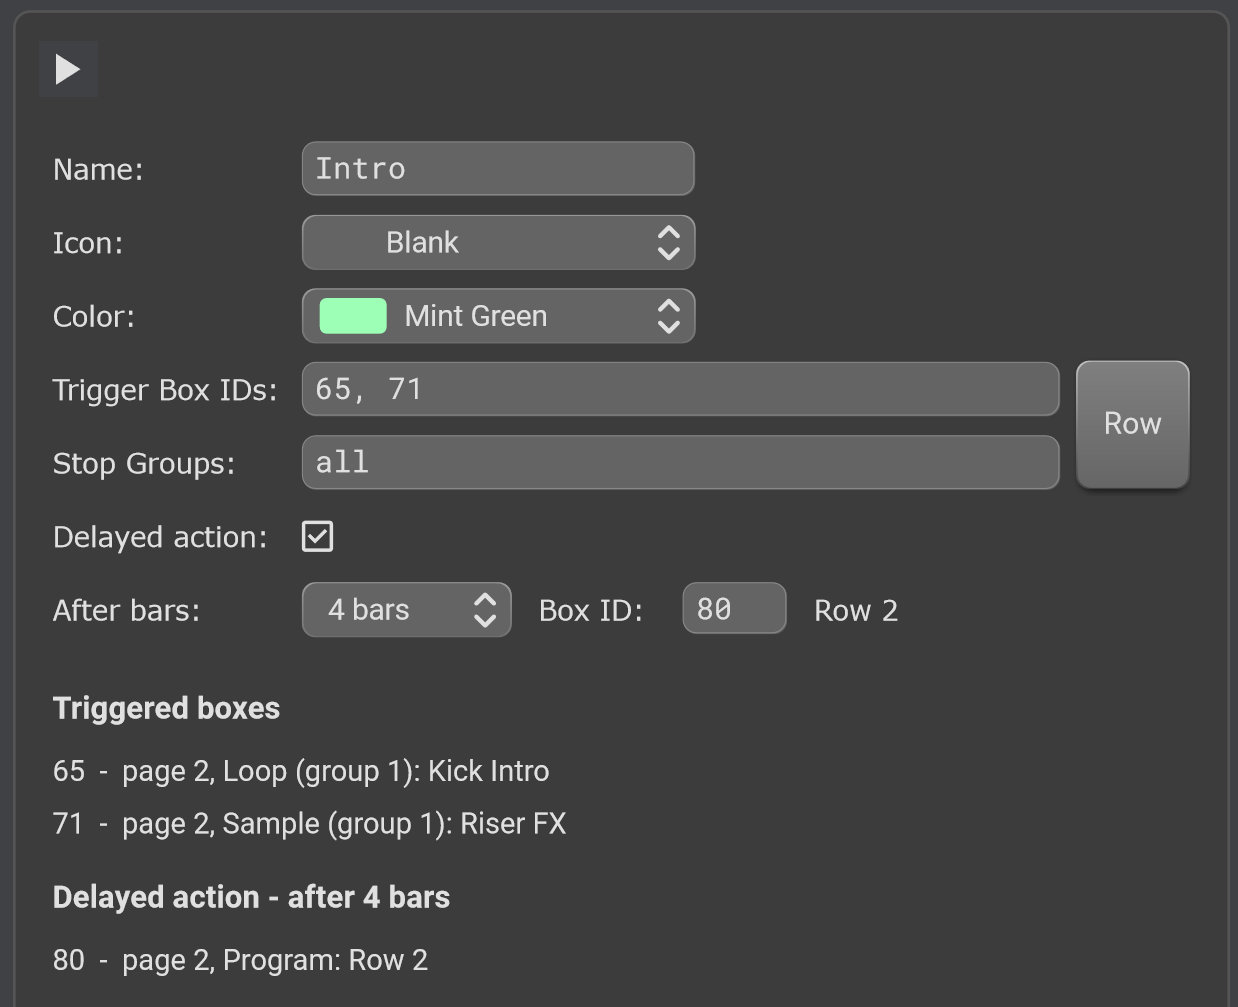 Name: Intro
Icon: Blank
Color: Mint Green
Trigger Box IDs: 65, 71
Row
Stop Groups: all
Delayed action:
After bars: 4 bars Box ID: 80 Row 2
Triggered boxes
65 - page 2, Loop (group 1): Kick Intro
71 - page 2, Sample (group 1): Riser FX
Delayed action - after 4 bars
80 - page 2, Program: Row 2